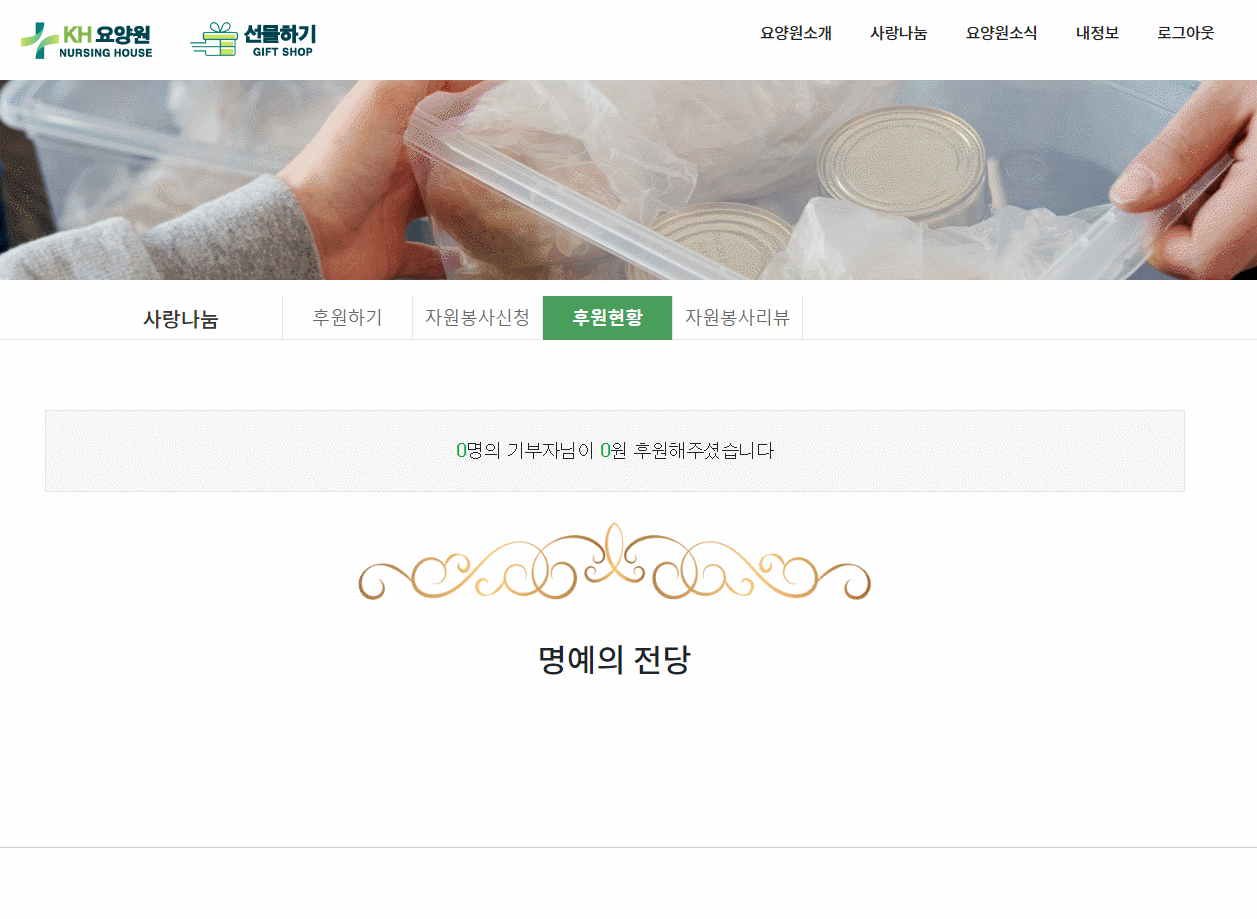 KH 요양원
NURSING HOUSE
선물하기
GIFT SHOP
요양원소개 사랑나눔 요양원소식 내정보 로그아웃
사랑나눔 후원하기 자원봉사신청 후원현황 자원봉사리뷰
0명의 기부자님이 0원 후원해주셨습니다
명예의 전당